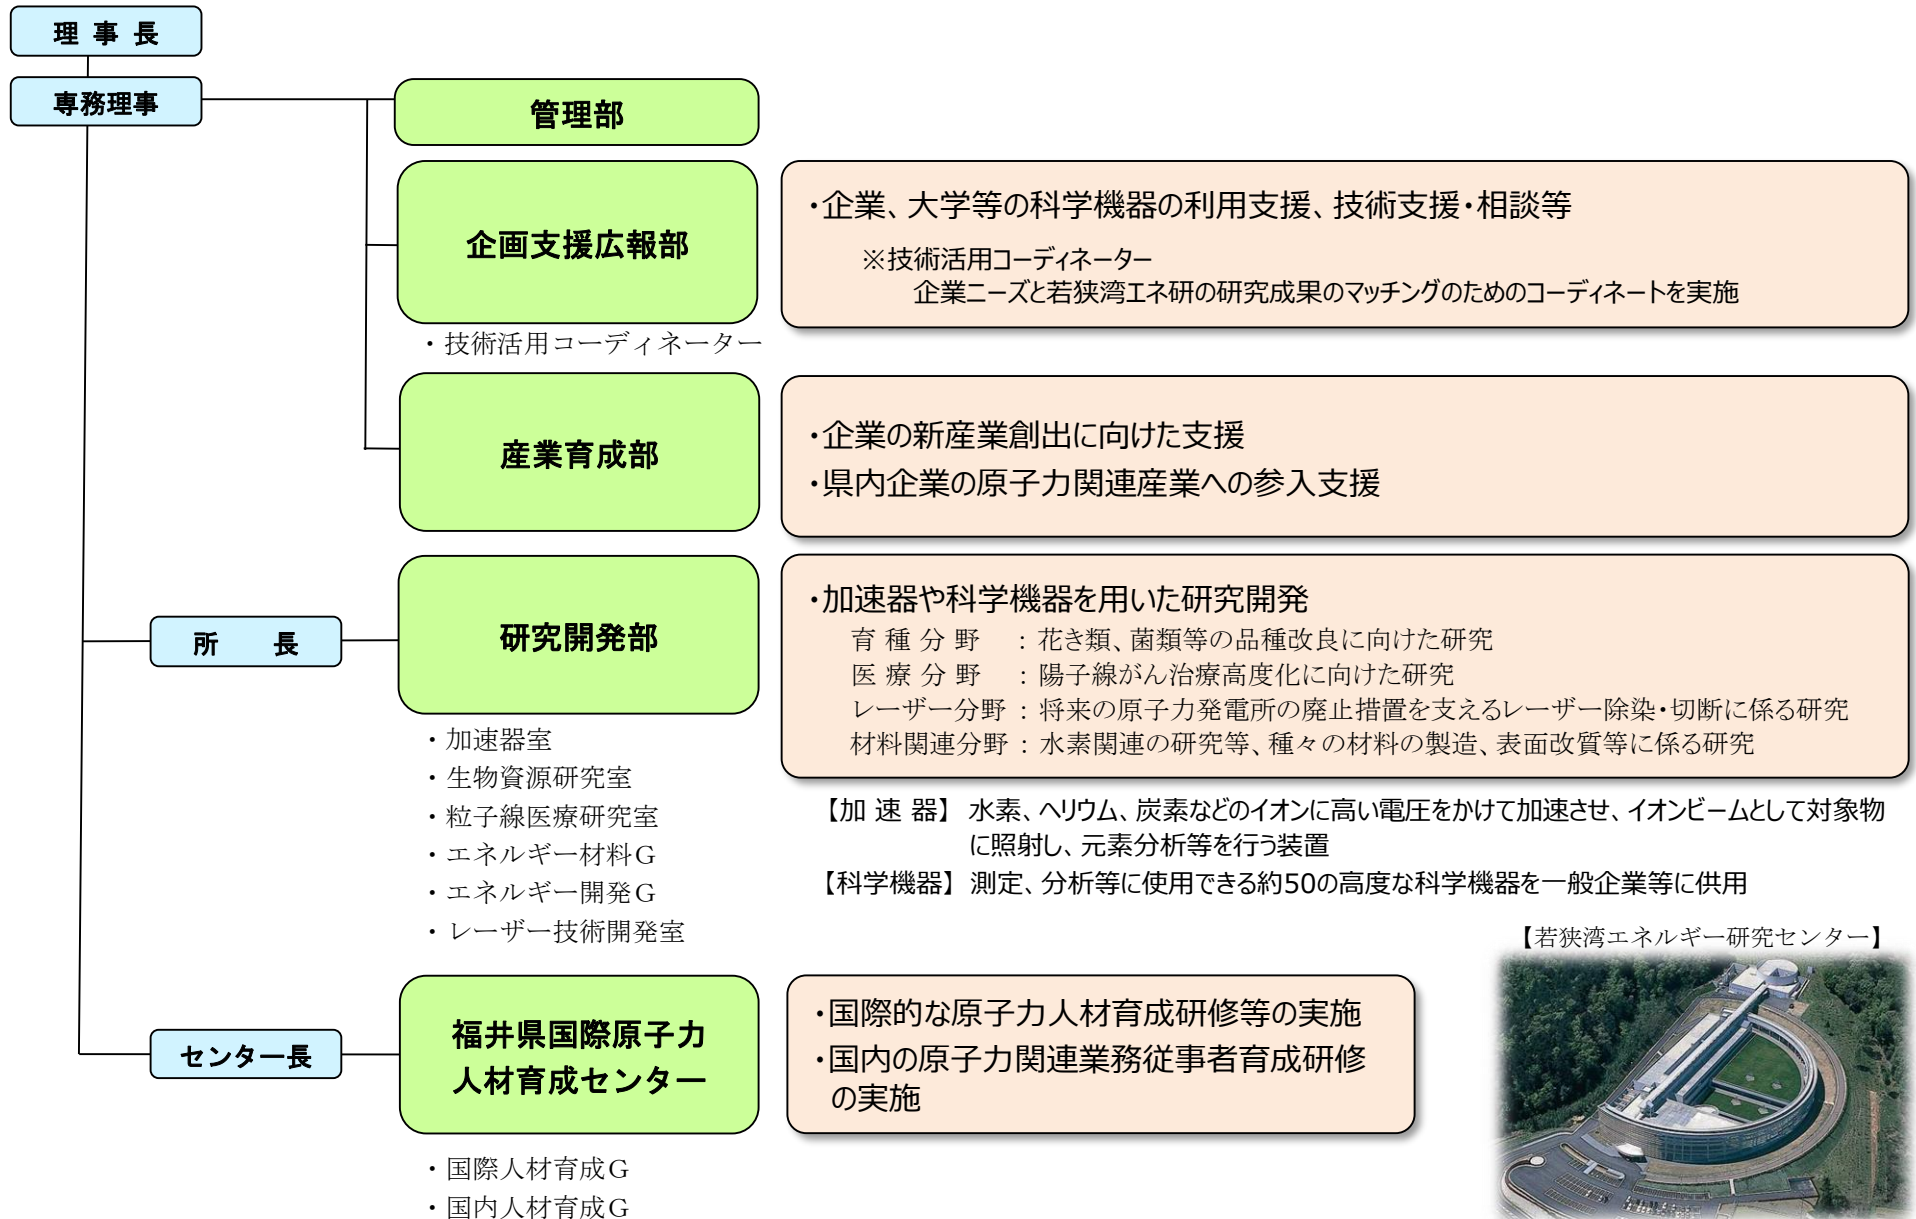 理 事 長
専務理事
管理部
企画支援広報部
・技術活用コーディネーター
・企業、大学等の科学機器の利用支援、技術支援・相談等
※技術活用コーディネーター
企業ニーズと若狭湾エネ研の研究成果のマッチングのためのコーディネートを実施
産業育成部
・企業の新産業創出に向けた支援
・県内企業の原子力関連産業への参入支援
所　　長
研究開発部
・加速器室
・生物資源研究室
・粒子線医療研究室
・エネルギー材料G
・エネルギー開発G
・レーザー技術開発室
・加速器や科学機器を用いた研究開発
育 種 分 野　：花き類、菌類等の品種改良に向けた研究
医 療 分 野　：陽子線がん治療高度化に向けた研究
レーザー分野：将来の原子力発電所の廃止措置を支えるレーザー除染・切断に係る研究
材料関連分野：水素関連の研究等、種々の材料の製造、表面改質等に係る研究
【加 速 器】 水素、ヘリウム、炭素などのイオンに高い電圧をかけて加速させ、イオンビームとして対象物
に照射し、元素分析等を行う装置
【科学機器】 測定、分析等に使用できる約50の高度な科学機器を一般企業等に供用
【若狭湾エネルギー研究センター】
センター長
福井県国際原子力
人材育成センター
・国際人材育成G
・国内人材育成G
・国際的な原子力人材育成研修等の実施
・国内の原子力関連業務従事者育成研修
の実施